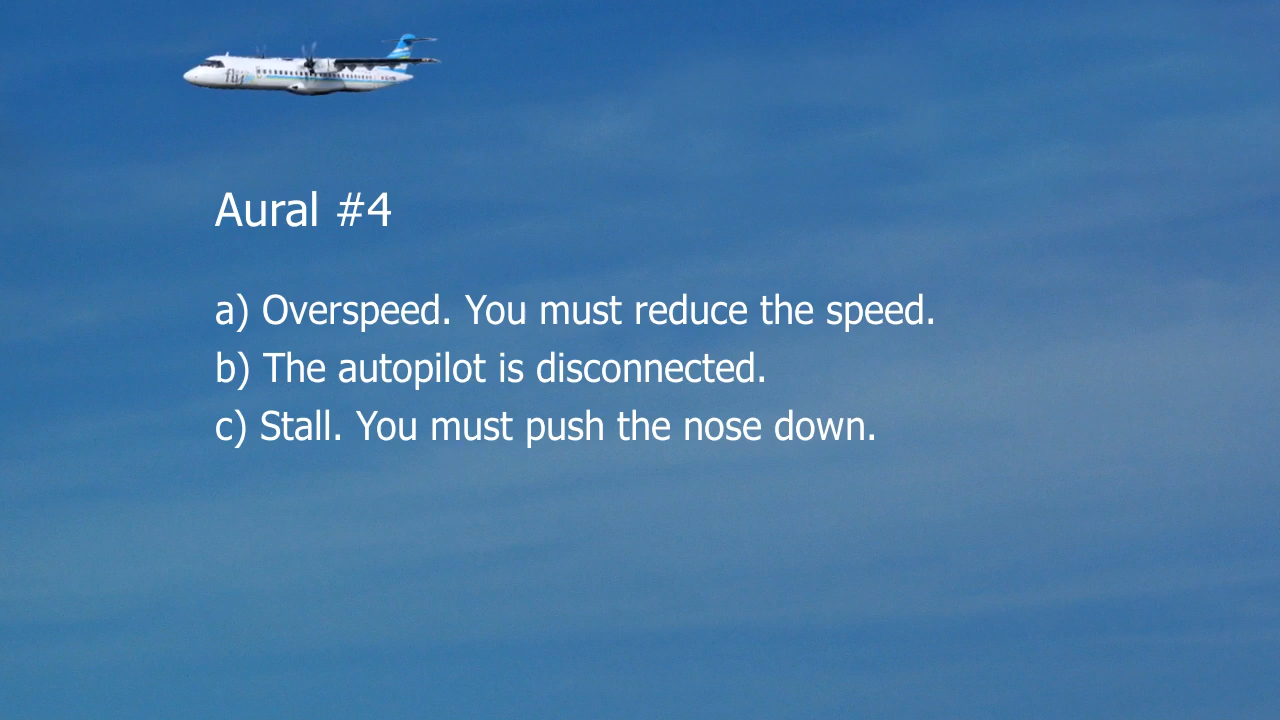 fly
Aural #4
a) Overspeed. You must reduce the speed.
b) The autopilot is disconnected.
c) Stall. You must push the nose down.